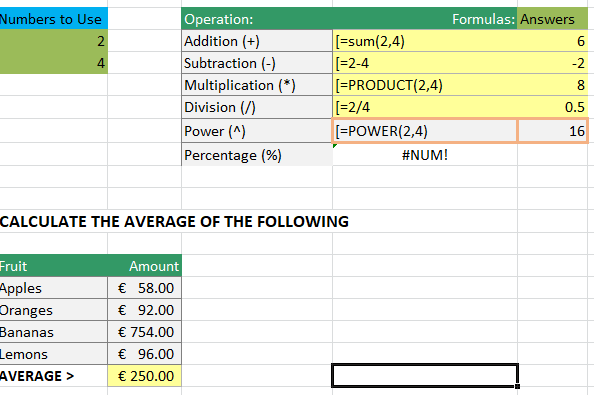 Numbers to Use Operation: Formulas: Answers
2 Addition (+) [=sum(2,4) 6
4 Subtraction (-) [=2-4 -2
Multiplication (*) [=PRODUCT(2,4) 8
Division (/) [=2/4 0.5
Power (^) [=POWER(2,4) 16
Percentage (%) #NUM!
CALCULATE THE AVERAGE OF THE FOLLOWING
Fruit Amount
Apples € 58.00
Oranges € 92.00
Bananas € 754.00
Lemons € 96.00
AVERAGE > € 250.00